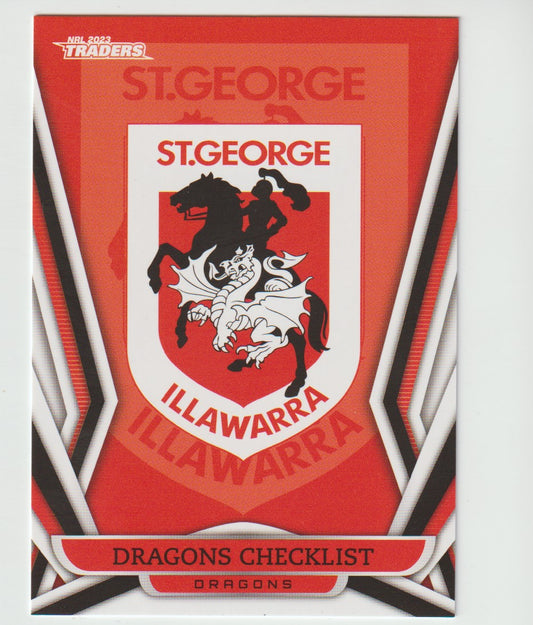 NRL 2023
TRADERS
ST.GEORGE
ST.GEORGE
ILLAWARRA
ILLAWARRA
DRAGONS CHECKLIST
DRAGONS